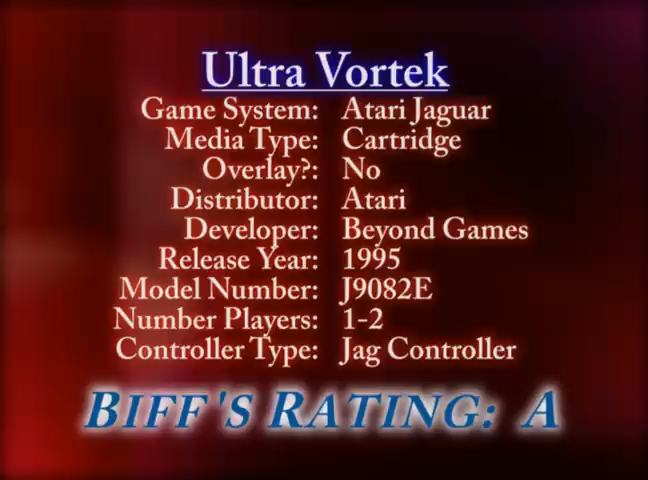 Ultra Vortek
Game System: Atari Jaguar
Media Type: Cartridge
Overlay?: No
Distributor: Atari
Developer: Beyond Games
Release Year: 1995
Model Number: J9082E
Number Players: 1-2
Controller Type: Jag Controller
BIFF'S RATING: A